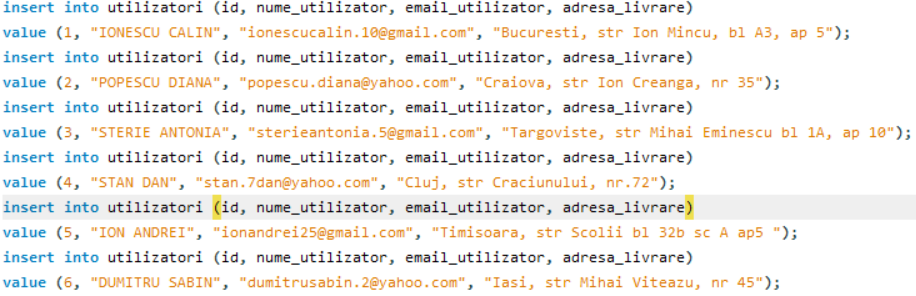 insert into utilizatori (id, nume_utilizator, email_utilizator, adresa_livrare)
value (1, "IONESCU CALIN", "ionescucalin.10@gmail.com", "Bucuresti, str Ion Mincu, bl A3, ap 5");
insert into utilizatori (id, nume_utilizator, email_utilizator, adresa_livrare)
value (2, "POPESCU DIANA", "popescu.diana@yahoo.com", "Craiova, str Ion Creanga, nr 35");
insert into utilizatori (id, nume_utilizator, email_utilizator, adresa_livrare)
value (3, "STERIE ANTONIA", "sterieantonia.5@gmail.com", "Targoviste, str Mihai Eminescu bl 1A, ap 10");
insert into utilizatori (id, nume_utilizator, email_utilizator, adresa_livrare)
value (4, "STAN DAN", "stan.7dan@yahoo.com", "Cluj, str Craciunului, nr.72");
insert into utilizatori (id, nume_utilizator, email_utilizator, adresa_livrare)
value (5, "ION ANDREI", "ionandrei25@gmail.com", "Timisoara, str Scolii bl 32b sc A ap5 ");
insert into utilizatori (id, nume_utilizator, email_utilizator, adresa_livrare)
value (6, "DUMITRU SABIN", "dumitrusabin.2@yahoo.com", "Iasi, str Mihai Viteazu, nr 45");